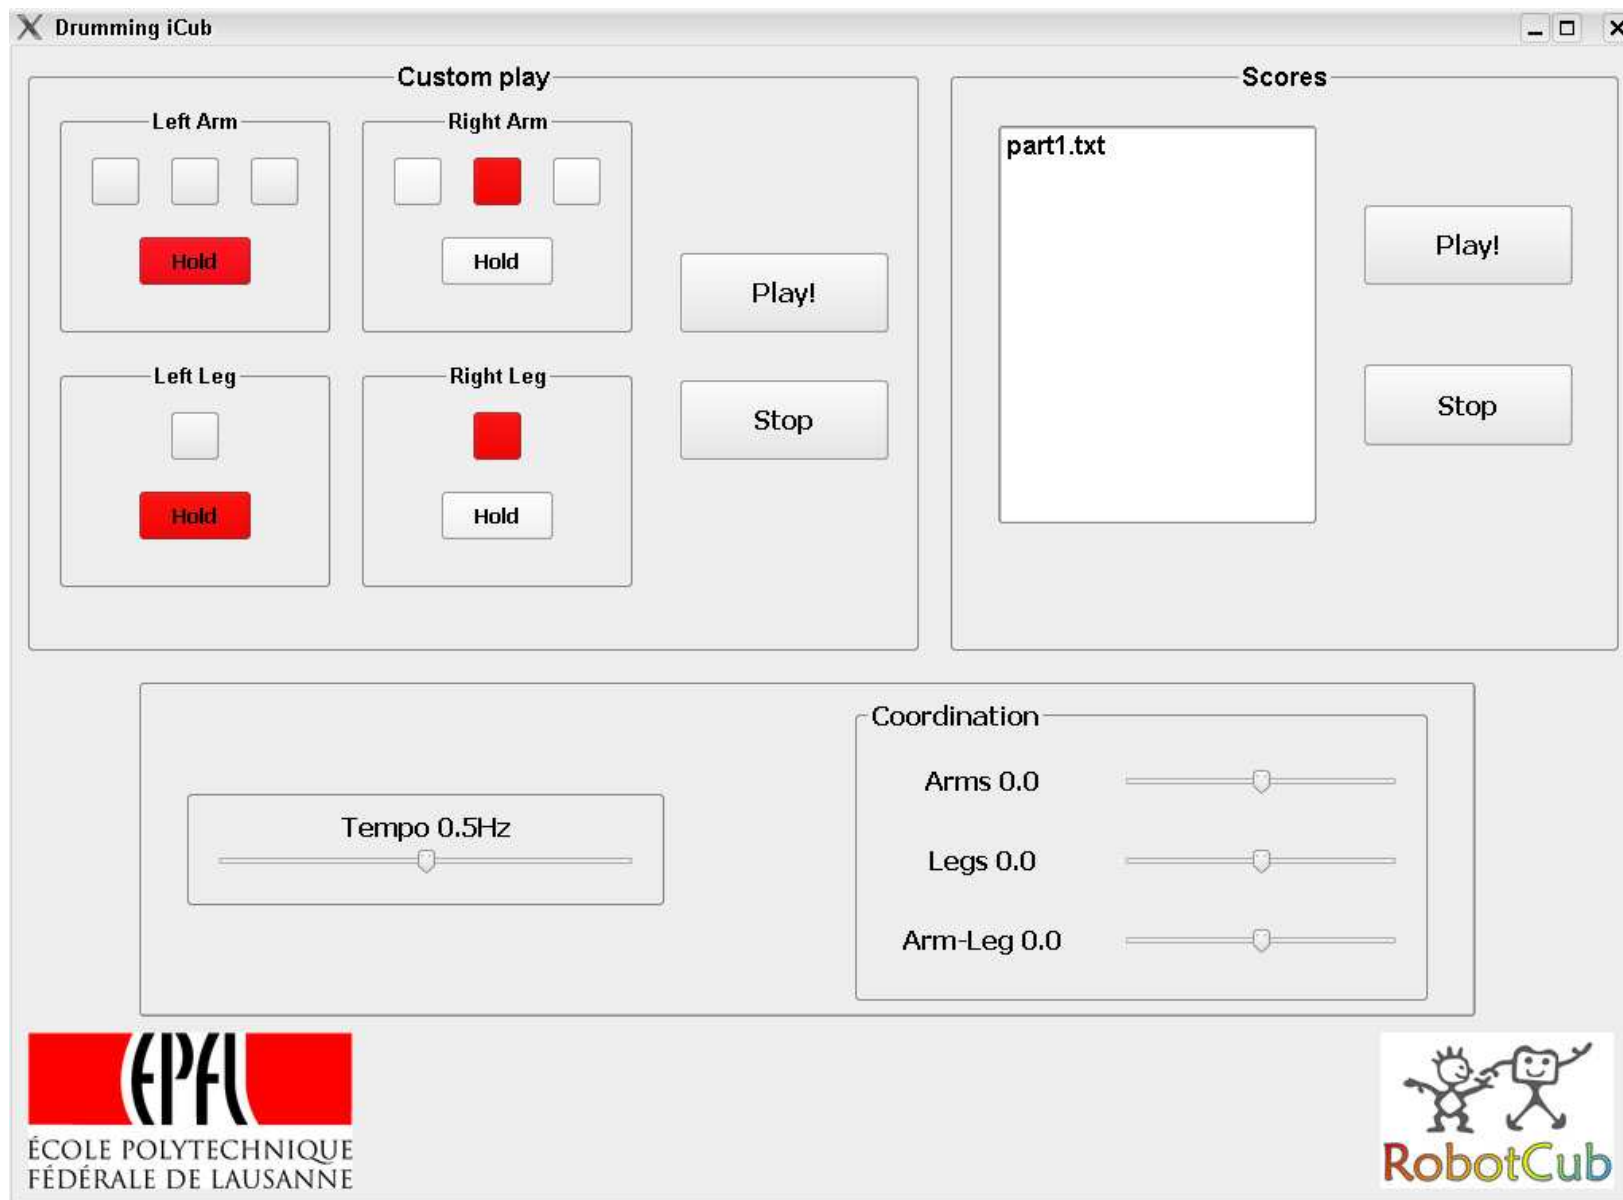 Drumming iCub
Custom play
Left Arm
Hold
Right Arm
Hold
Left Leg
Hold
Right Leg
Hold
Play!
Stop
Scores
part1.txt
Play!
Stop
Tempo 0.5Hz
Coordination
Arms 0.0
Legs 0.0
Arm-Leg 0.0
EPFL
ÉCOLE POLYTECHNIQUE
FÉDÉRALE DE LAUSANNE
RobotCub